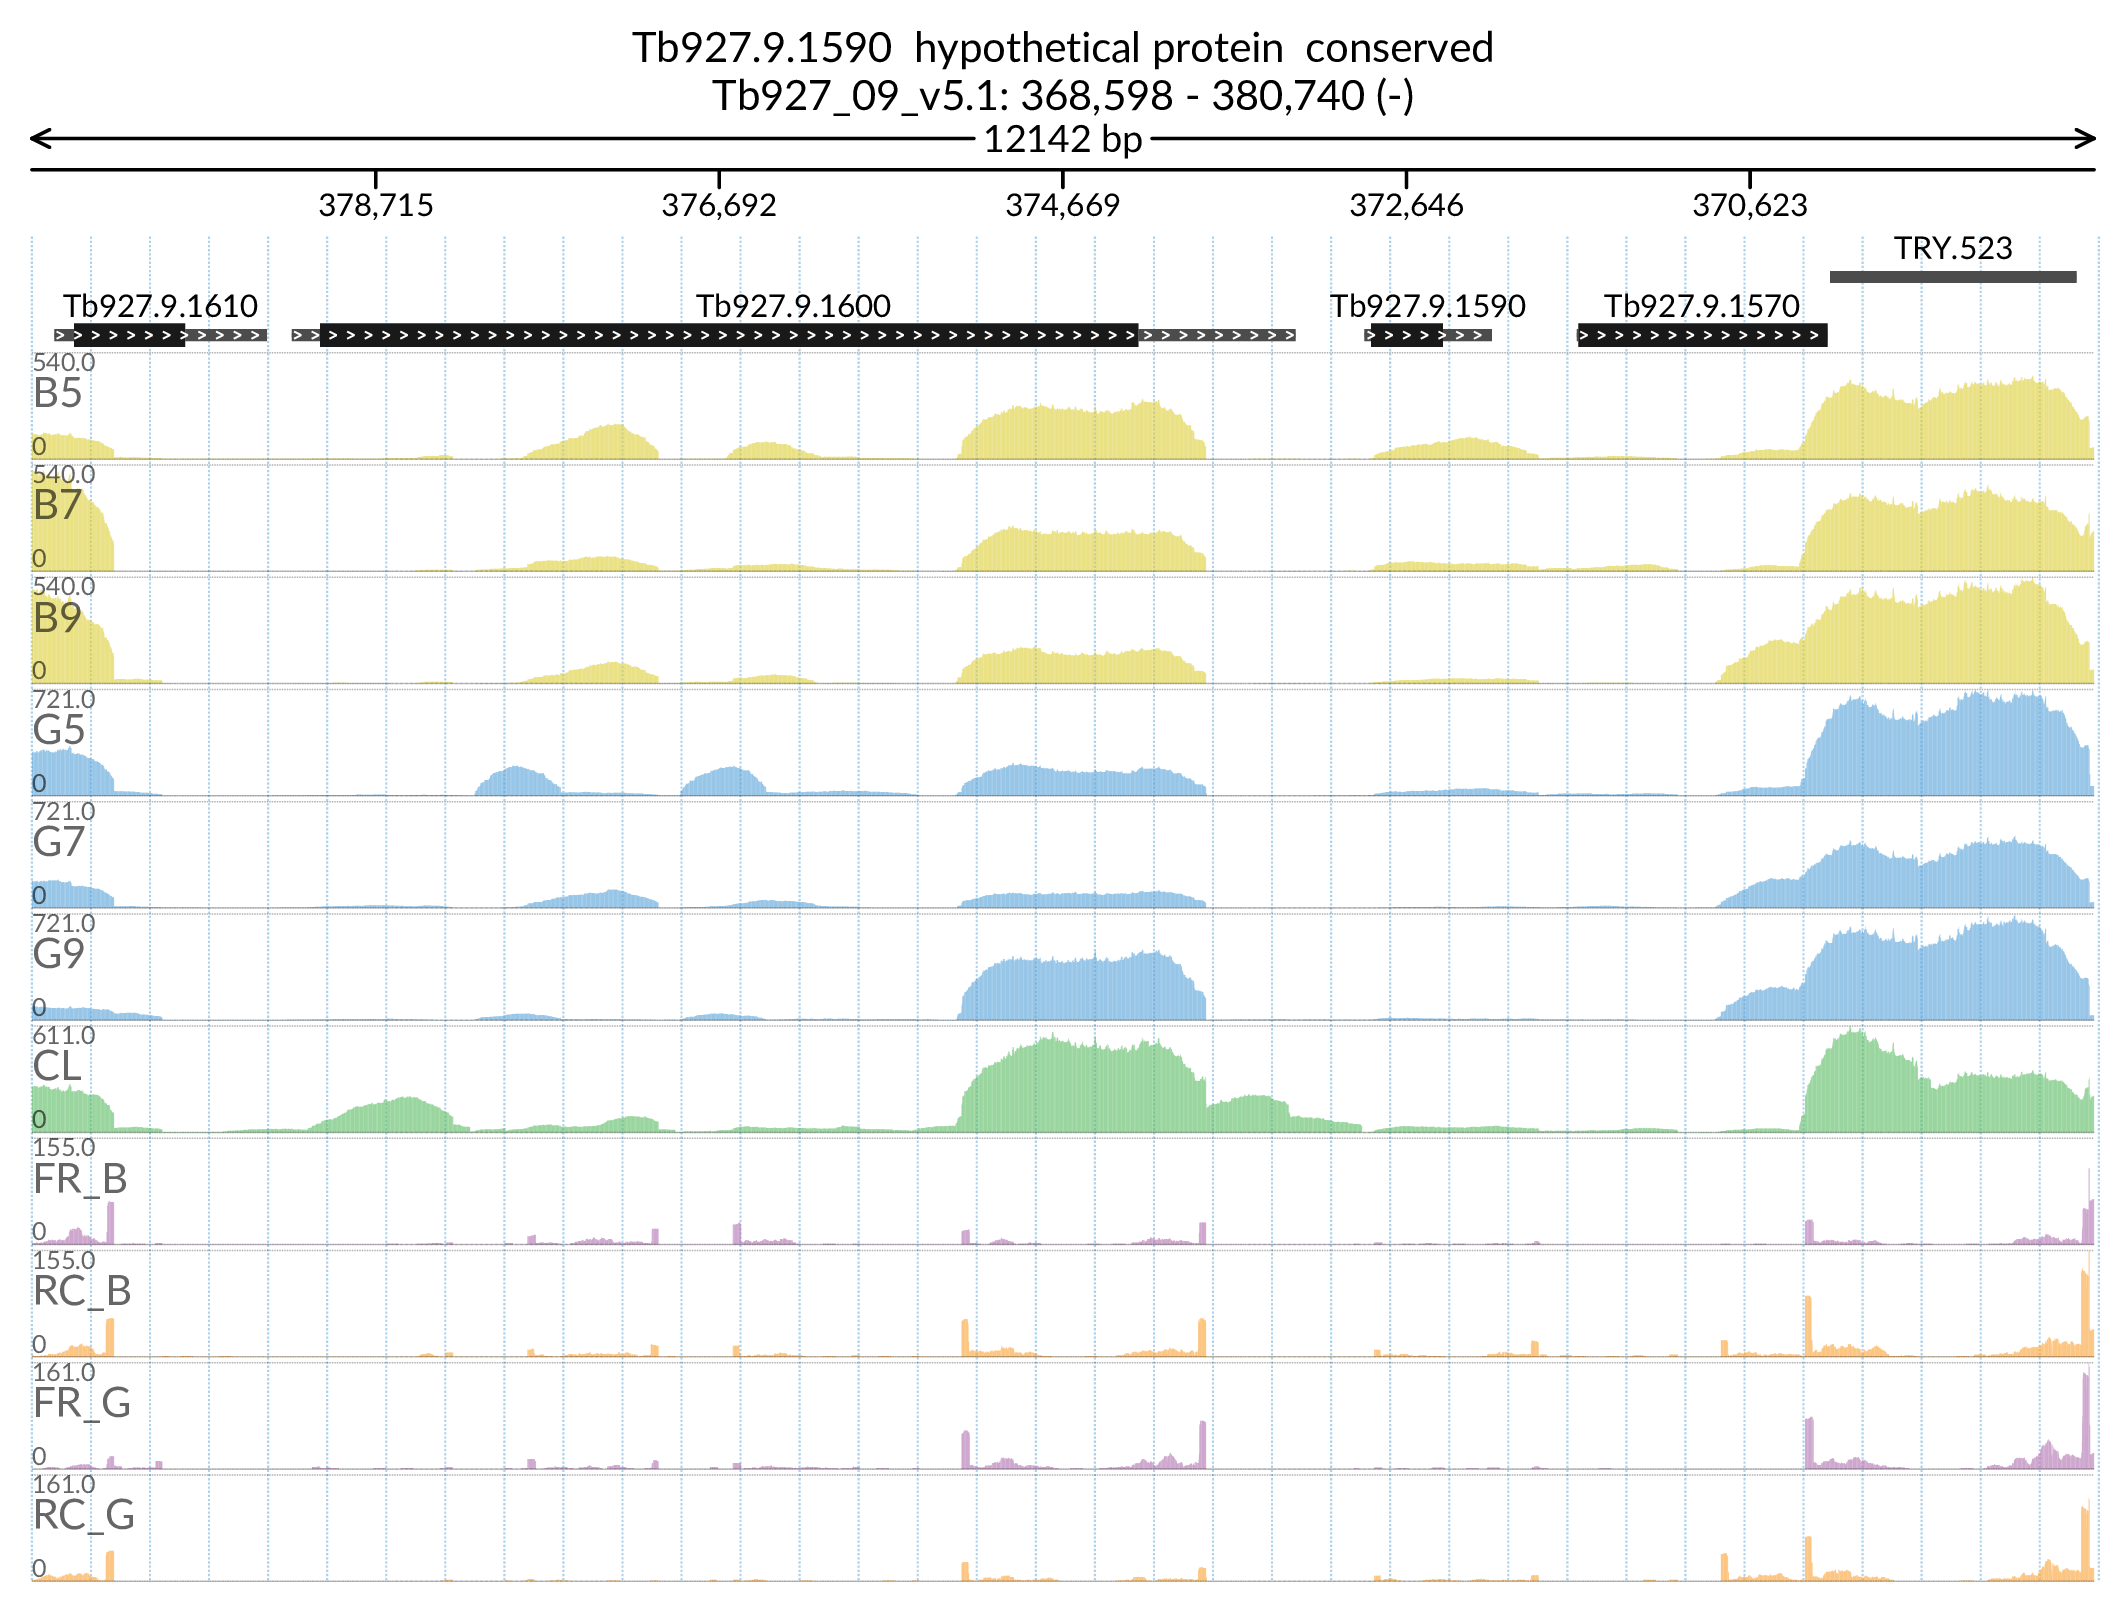 Tb927.9.1590 hypothetical protein conserved
Tb927_09_v5.1: 368,598 - 380,740 (-)
12142 bp
378,715 376,692 374,669 372,646 370,623
TRY.523
Tb927.9.1610 Tb927.9.1600 Tb927.9.1590 Tb927.9.1570
540.0
B5
0
540.0
B7
0
540.0
B9
0
721.0
G5
0
721.0
G7
0
721.0
G9
0
611.0
CL
0
155.0
FR_B
0
155.0
RC_B
0
161.0
FR_G
0
161.0
RC_G
0